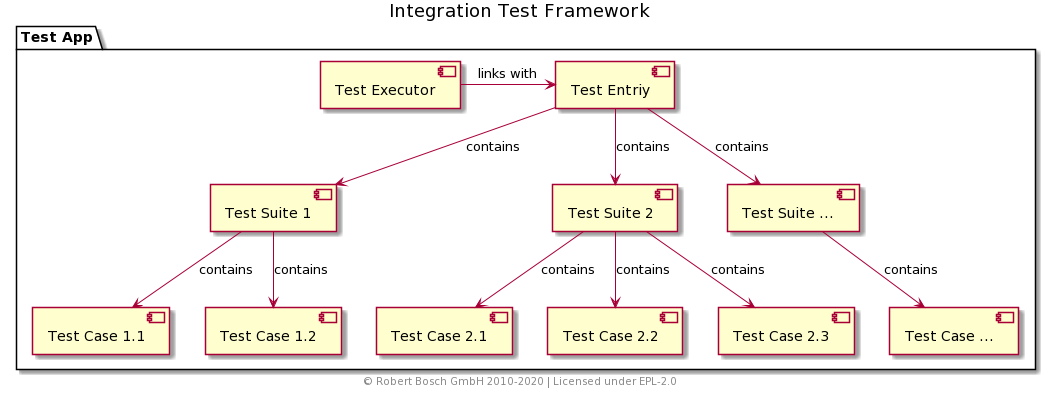 Integration Test Framework
Test App
Test Executor
links with
Test Entriy
contains
contains
contains
Test Suite 1
Test Suite 2
Test Suite ...
contains
contains
contains
contains
contains
contains
Test Case 1.1
Test Case 1.2
Test Case 2.1
Test Case 2.2
Test Case 2.3
Test Case ...
© Robert Bosch GmbH 2010-2020 | Licensed under EPL-2.0